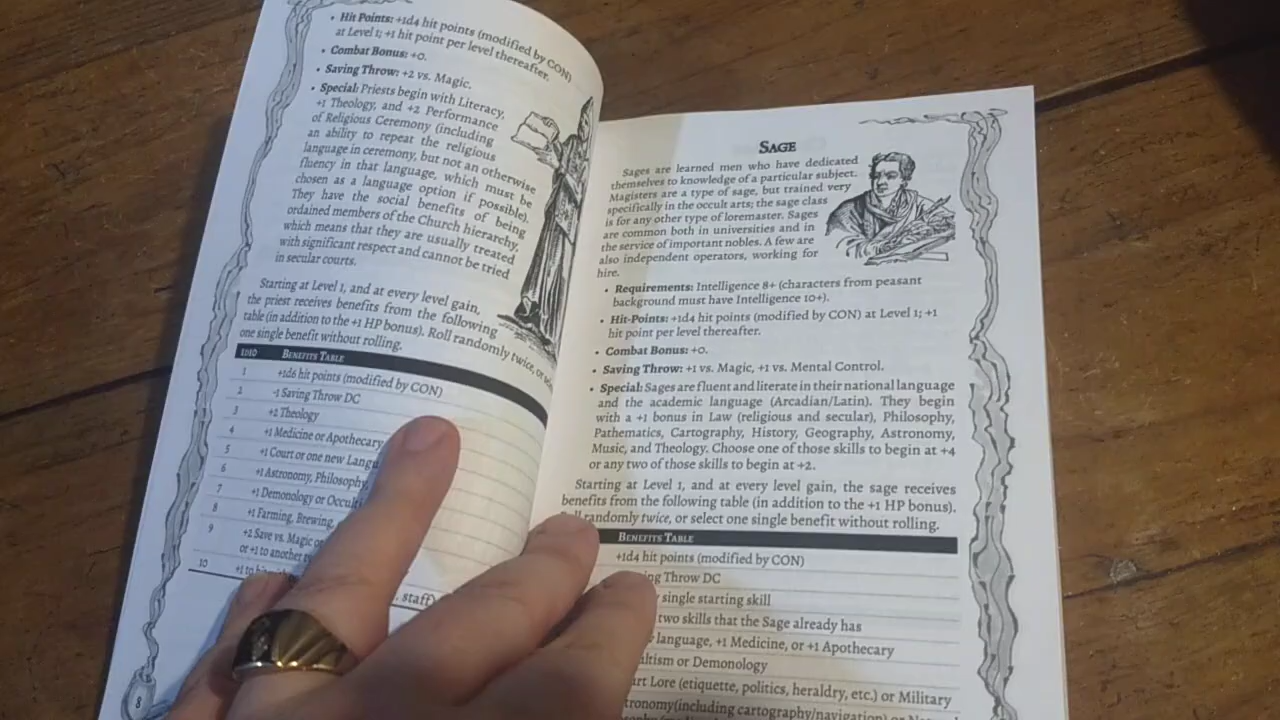 • Hit Points: +1d4 hit points (modified by CON)
at Level 1; +1 hit point per level thereafter.
• Combat Bonus: +0.
• Saving Throw: +2 vs. Magic.
• Special: Priests begin with Literacy,
+1 Theology, and +2 Performance
of Religious Ceremony (including
an ability to repeat the religious
language in ceremony, but not an otherwise
fluency in that language, which must be
chosen as a language option if possible).
They have the social benefits of being
ordained members of the Church hierarchy,
which means that they are usually treated
with significant respect and cannot be tried
in secular courts.
Starting at Level 1, and at every level gain,
the priest receives benefits from the following
table (in addition to the +1 HP bonus). Roll randomly twice, or
one single benefit without rolling.
1D10 Benefits Table
1 +1d6 hit points (modified by CON)
2 -1 Saving Throw DC
3 +2 Theology
4 +1 Medicine or Apothecary
5 +1 Court or one new
6 +1 Astronomy, Philosophy,
7 +1 Demonology or
8 +1 Farming, Brewing,
9 +2 Save vs. Magic
or +1 to another
10 +1 to
staff)
8
Sage
Sages are learned men who have dedicated
themselves to knowledge of a particular subject.
Magisters are a type of sage, but trained very
specifically in the occult arts; the sage class
is for any other type of loremaster. Sages
are common both in universities and in
the service of important nobles. A few are
also independent operators, working for
hire.
• Requirements: Intelligence 8+ (characters from peasant
background must have Intelligence 10+).
• Hit-Points: +1d4 hit points (modified by CON) at Level 1; +1
hit point per level thereafter.
• Combat Bonus: +0.
• Saving Throw: +1 vs. Magic, +1 vs. Mental Control.
• Special: Sages are fluent and literate in their national language
and the academic language (Arcadian/Latin). They begin
with a +1 bonus in Law (religious and secular), Philosophy,
Pathematics, Cartography, History, Geography, Astronomy,
Music, and Theology. Choose one of those skills to begin at +4
or any two of those skills to begin at +2.
Starting at Level 1, and at every level gain, the sage receives
benefits from the following table (in addition to the +1 HP bonus).
Roll randomly twice, or select one single benefit without rolling.
Benefits Table
+1d4 hit points (modified by CON)
Throw DC
single starting skill
two skills that the Sage already has
language, +1 Medicine, or +1 Apothecary
or Demonology
Lore (etiquette, politics, heraldry, etc.) or Military
(including cartography/navigation) or